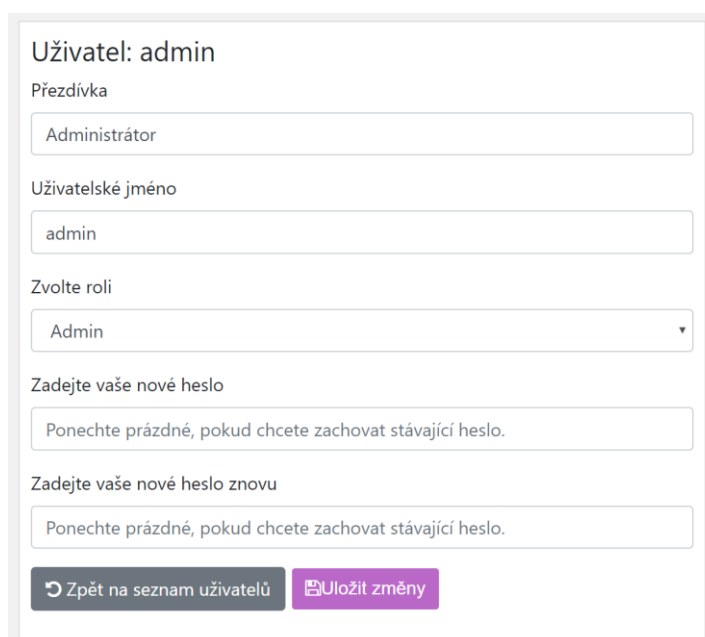 Uživatel: admin
Přezdívka
Administrátor
Uživatelské jméno
admin
Zvolte roli
Admin
Zadejte vaše nové heslo
Ponechte prázdné, pokud chcete zachovat stávající heslo.
Zadejte vaše nové heslo znovu
Ponechte prázdné, pokud chcete zachovat stávající heslo.
Zpět na seznam uživatelů Uložit změny